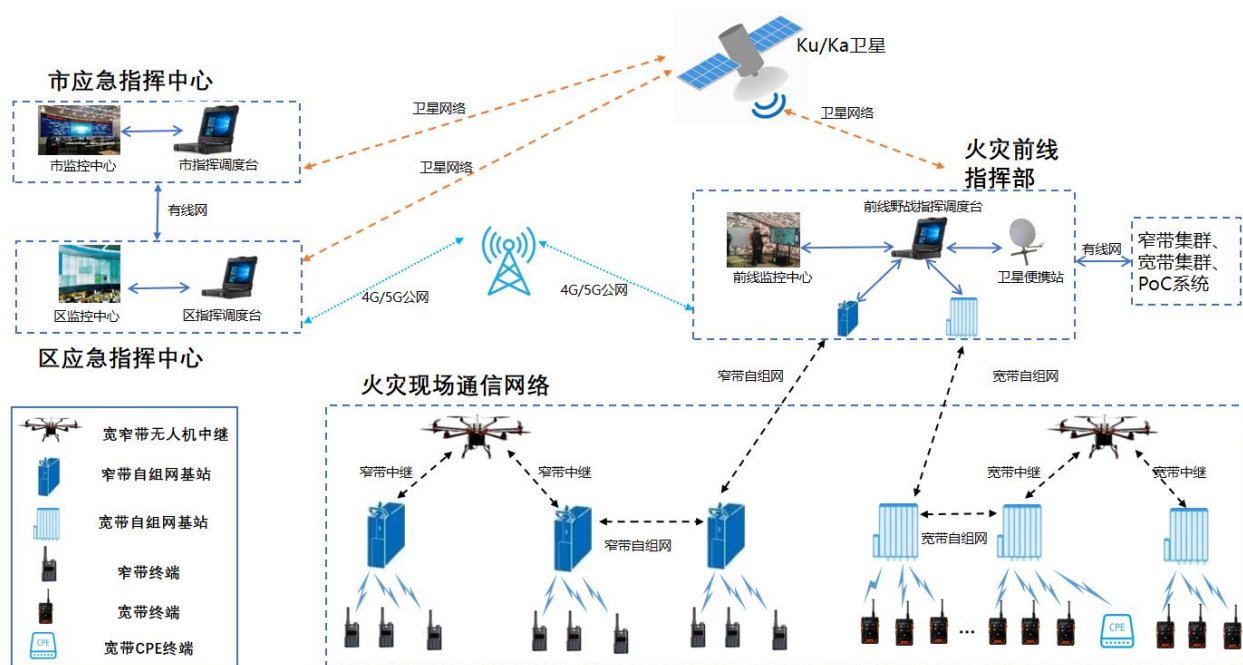 Ku/Ka卫星
市应急指挥中心
卫星网络
卫星网络
卫星网络
市监控中心
市指挥调度台
火灾前线
指挥部
有线网
前线野战指挥调度台
前线监控中心
卫星便携站
有线网
窄带集群、
宽带集群、
PoC系统
区监控中心
区指挥调度台
4G/5G公网
4G/5G公网
区应急指挥中心
火灾现场通信网络
窄带自组网
宽带自组网
宽窄带无人机中继
窄带自组网基站
宽带自组网基站
窄带终端
宽带终端
CPE
宽带CPE终端
窄带中继
窄带中继
宽带中继
宽带中继
窄带自组网
宽带自组网
...
CPE